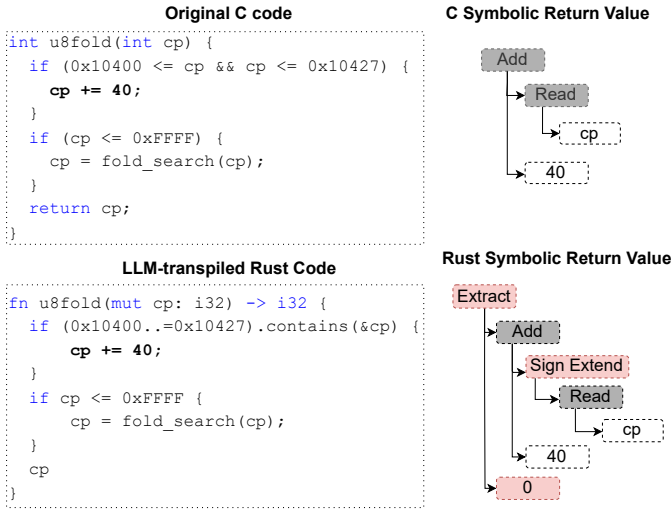 Original C code
int u8fold(int cp) {
if (0x10400 <= cp && cp <= 0x10427) {
cp += 40;
}
if (cp <= 0xFFFF) {
cp = fold_search(cp);
}
return cp;
}
C Symbolic Return Value
Add
Read
cp
40
LLM-transpiled Rust Code
fn u8fold(mut cp: i32) -> i32 {
if (0x10400..=0x10427).contains(&cp) {
cp += 40;
}
if cp <= 0xFFFF {
cp = fold_search(cp);
}
cp
}
Rust Symbolic Return Value
Extract
Add
Sign Extend
Read
cp
40
0